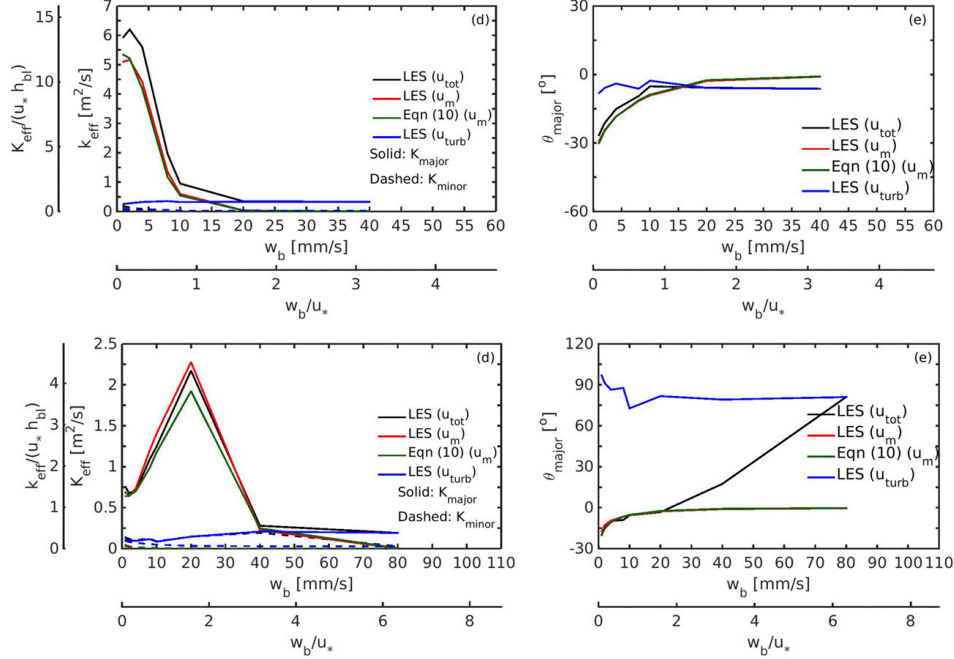 (d)
K_eff/(u_* h_bl)
15
10
5
0
k_eff [m^2/s]
7
6
5
4
3
2
1
0
LES (u_tot)
LES (u_m)
Eqn (10) (u_m)
LES (u_turb)
Solid: K_major
Dashed: K_minor
0 5 10 15 20 25 30 35 40 45 50 55 60
w_b [mm/s]
0 1 2 3 4
w_b/u_*
(e)
θ_major [°]
60
30
0
-30
-60
LES (u_tot)
LES (u_m)
Eqn (10) (u_m)
LES (u_turb)
0 5 10 15 20 25 30 35 40 45 50 55 60
w_b [mm/s]
0 1 2 3 4
w_b/u_*
(d)
k_eff/(u_* h_bl)
4
3
2
1
0
K_eff [m^2/s]
2.5
2
1.5
1
0.5
0
LES (u_tot)
LES (u_m)
Eqn (10) (u_m)
LES (u_turb)
Solid: K_major
Dashed: K_minor
0 10 20 30 40 50 60 70 80 90 100 110
w_b [mm/s]
0 2 4 6 8
w_b/u_*
(e)
θ_major [°]
120
90
60
30
0
-30
LES (u_tot)
LES (u_m)
Eqn (10) (u_m)
LES (u_turb)
0 10 20 30 40 50 60 70 80 90 100 110
w_b [mm/s]
0 2 4 6 8
w_b/u_*